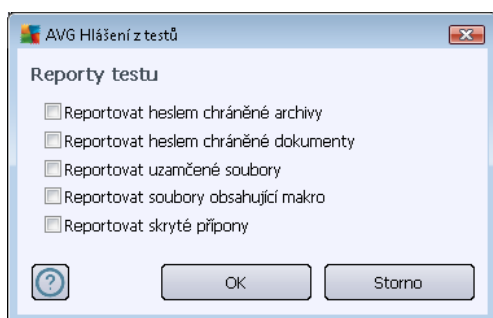 AVG Hlášení z testů
Reporty testu
Reportovat heslem chráněné archivy
Reportovat heslem chráněné dokumenty
Reportovat uzamčené soubory
Reportovat soubory obsahující makro
Reportovat skryté přípony
?
OK
Storno